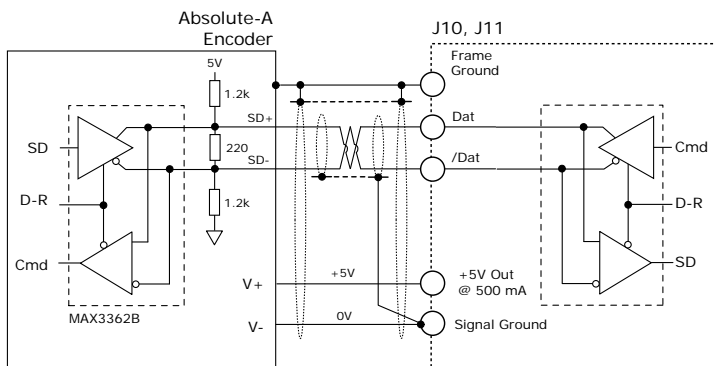 Absolute-A
Encoder
J10, J11
Frame
Ground
5V
1.2k
SD+
Dat
SD
220
Cmd
SD-
/Dat
D-R
1.2k
D-R
Cmd
SD
V+
+5V
+5V Out
@ 500 mA
MAX3362B
V-
0V
Signal Ground